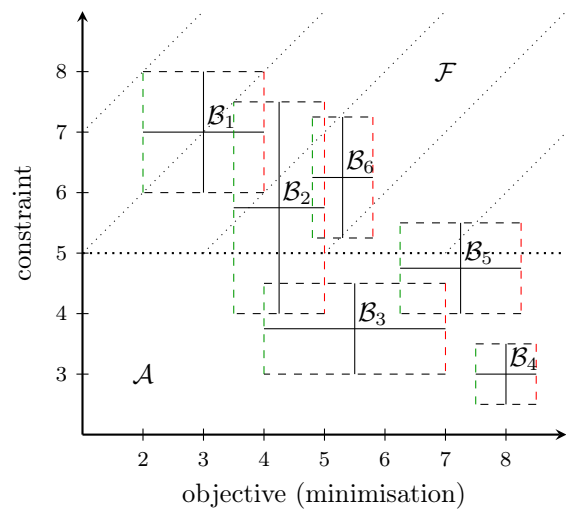 8
7
6
5
4
3
constraint
𝓕
𝓑₁
𝓑₂
𝓑₆
𝓑₅
𝓑₃
𝓑₄
𝓐
2 3 4 5 6 7 8
objective (minimisation)